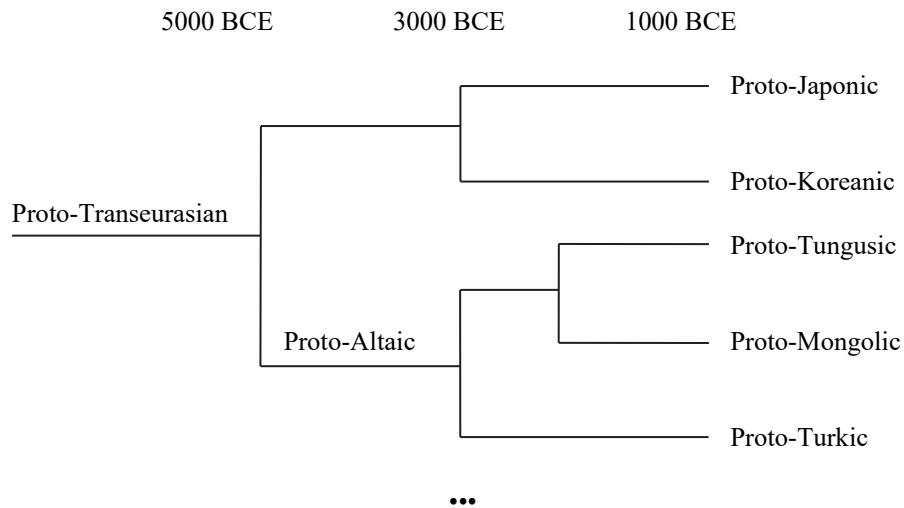 5000 BCE 3000 BCE 1000 BCE
Proto-Japonic
Proto-Koreanic
Proto-Transeurasian
Proto-Tungusic
Proto-Altaic
Proto-Mongolic
Proto-Turkic
...